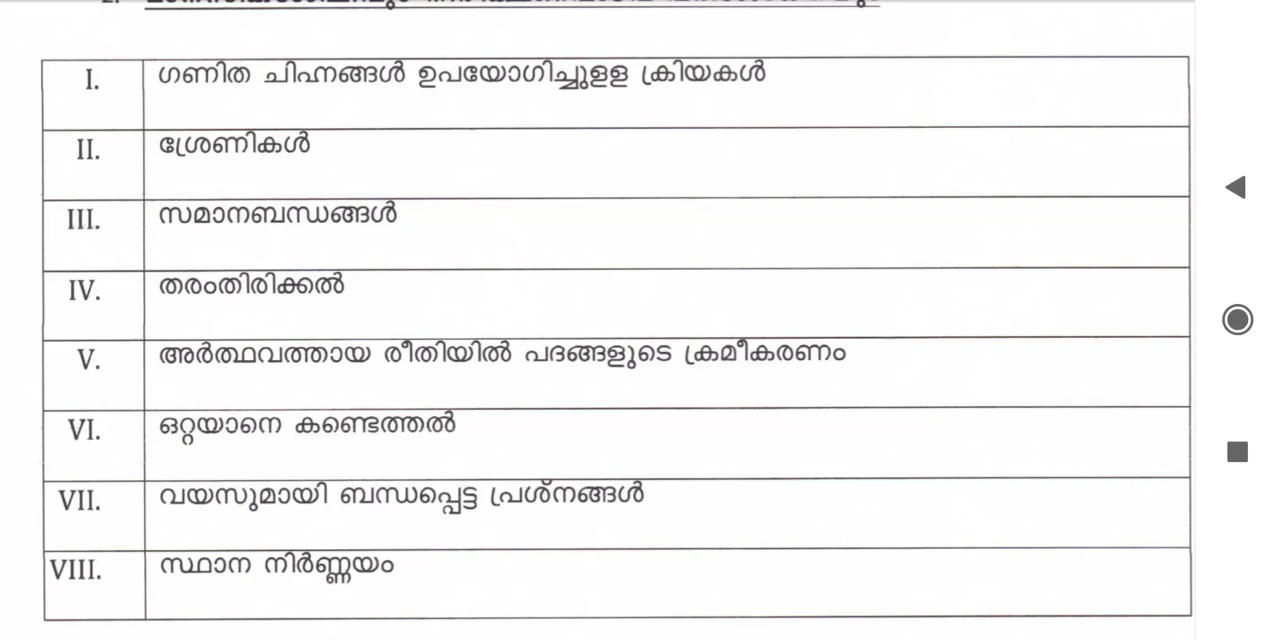 I. ഗണിത ചിഹ്നങ്ങൾ ഉപയോഗിച്ചുളള ക്രിയകൾ
II. ശ്രേണികൾ
III. സമാനബന്ധങ്ങൾ
IV. തരംതിരിക്കൽ
V. അർത്ഥവത്തായ രീതിയിൽ പദങ്ങളുടെ ക്രമീകരണം
VI. ഒറ്റയാനെ കണ്ടെത്തൽ
VII. വയസുമായി ബന്ധപ്പെട്ട പ്രശ്നങ്ങൾ
VIII. സ്ഥാന നിർണ്ണയം